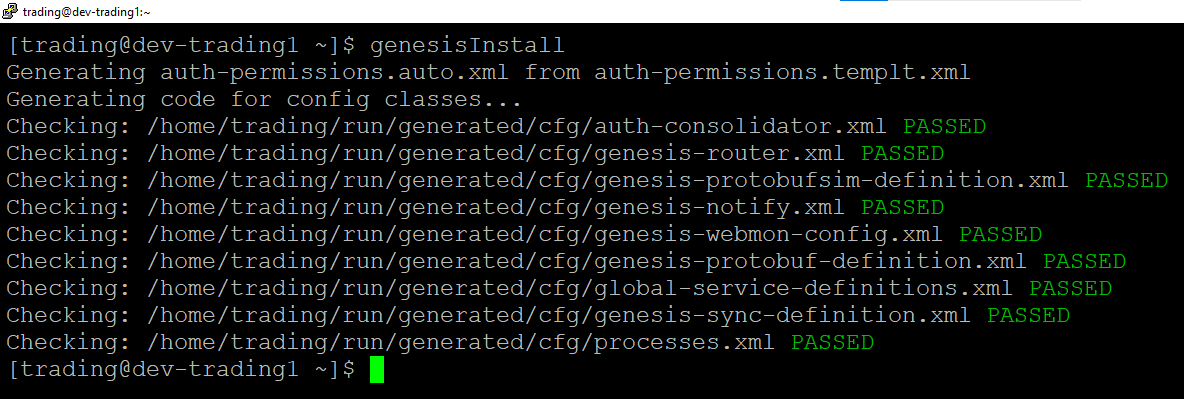 trading@dev-trading1:~
[trading@dev-trading1 ~]$ genesisInstall
Generating auth-permissions.auto.xml from auth-permissions.templt.xml
Generating code for config classes...
Checking: /home/trading/run/generated/cfg/auth-consolidator.xml PASSED
Checking: /home/trading/run/generated/cfg/genesis-router.xml PASSED
Checking: /home/trading/run/generated/cfg/genesis-protobufsim-definition.xml PASSED
Checking: /home/trading/run/generated/cfg/genesis-notify.xml PASSED
Checking: /home/trading/run/generated/cfg/genesis-webmon-config.xml PASSED
Checking: /home/trading/run/generated/cfg/genesis-protobuf-definition.xml PASSED
Checking: /home/trading/run/generated/cfg/global-service-definitions.xml PASSED
Checking: /home/trading/run/generated/cfg/genesis-sync-definition.xml PASSED
Checking: /home/trading/run/generated/cfg/processes.xml PASSED
[trading@dev-trading1 ~]$